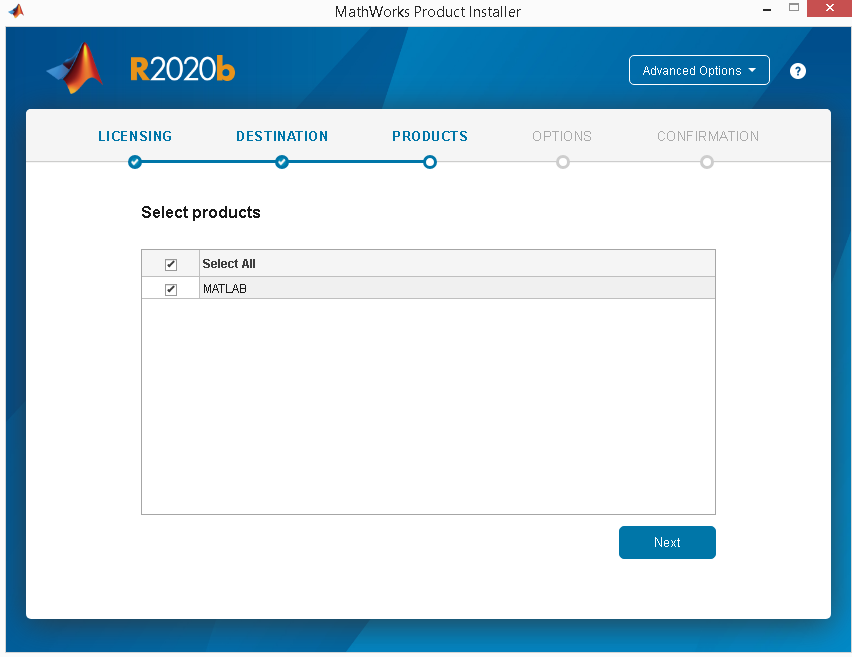 MathWorks Product Installer
R2020b
Advanced Options
?
LICENSING DESTINATION PRODUCTS OPTIONS CONFIRMATION
Select products
Select All
MATLAB
Next